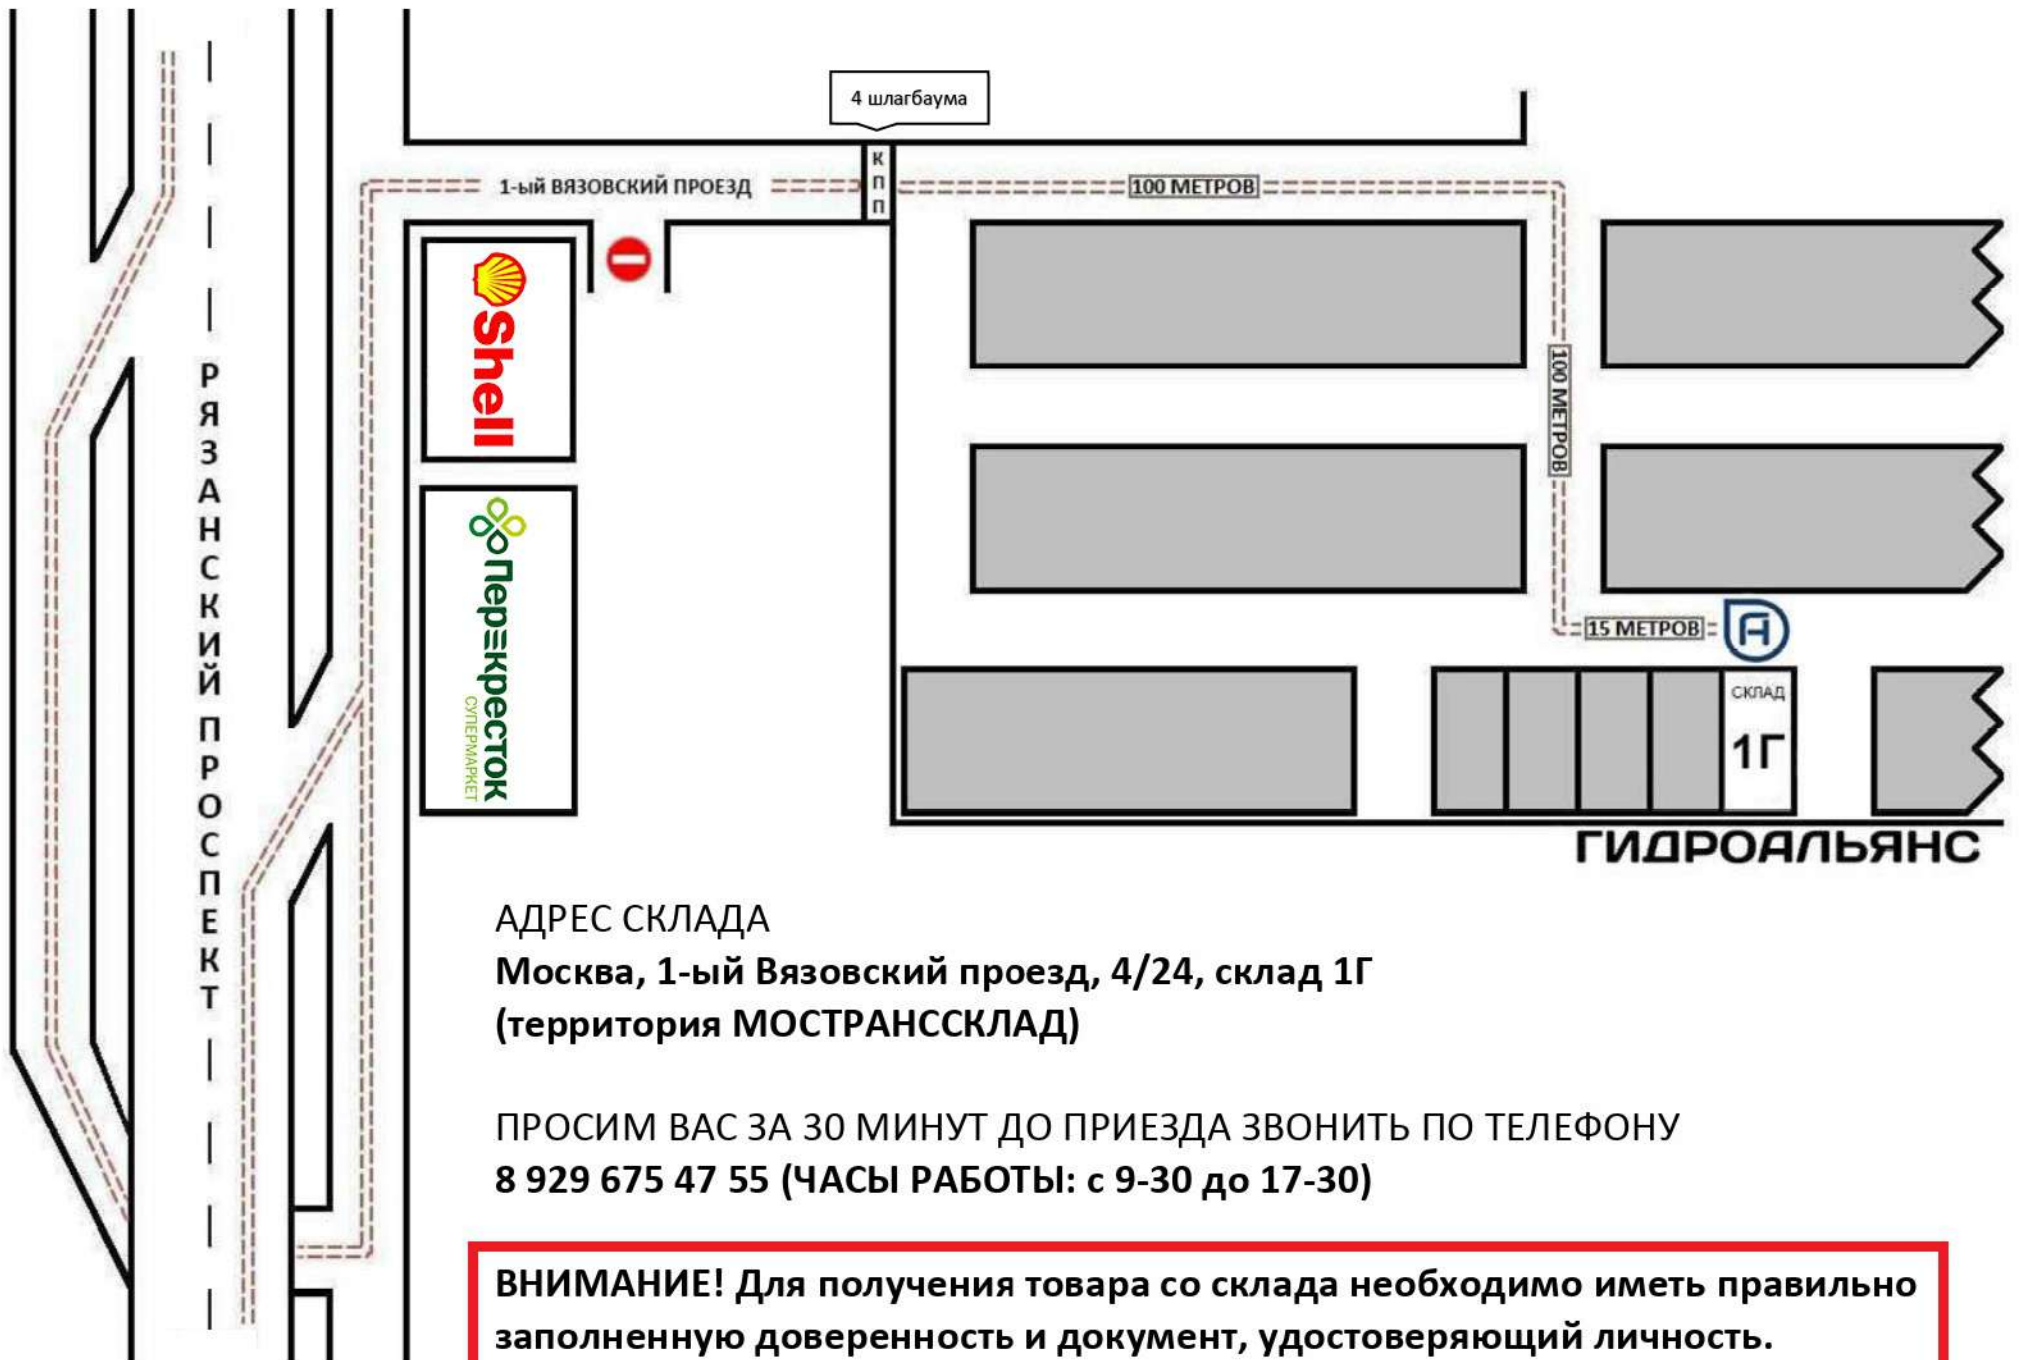 4 шлагбаума
КПП
1-ый ВЯЗОВСКИЙ ПРОЕЗД
100 МЕТРОВ
Shell
РЯЗАНСКИЙ ПРОСПЕКТ
100 МЕТРОВ
Перекресток
СУПЕРМАРКЕТ
15 МЕТРОВ
СКЛАД
1Г
ГИДРОАЛЬЯНС
АДРЕС СКЛАДА
Москва, 1-ый Вязовский проезд, 4/24, склад 1Г
(территория МОСТРАНССКЛАД)
ПРОСИМ ВАС ЗА 30 МИНУТ ДО ПРИЕЗДА ЗВОНИТЬ ПО ТЕЛЕФОНУ
8 929 675 47 55 (ЧАСЫ РАБОТЫ: с 9-30 до 17-30)
ВНИМАНИЕ! Для получения товара со склада необходимо иметь правильно
заполненную доверенность и документ, удостоверяющий личность.